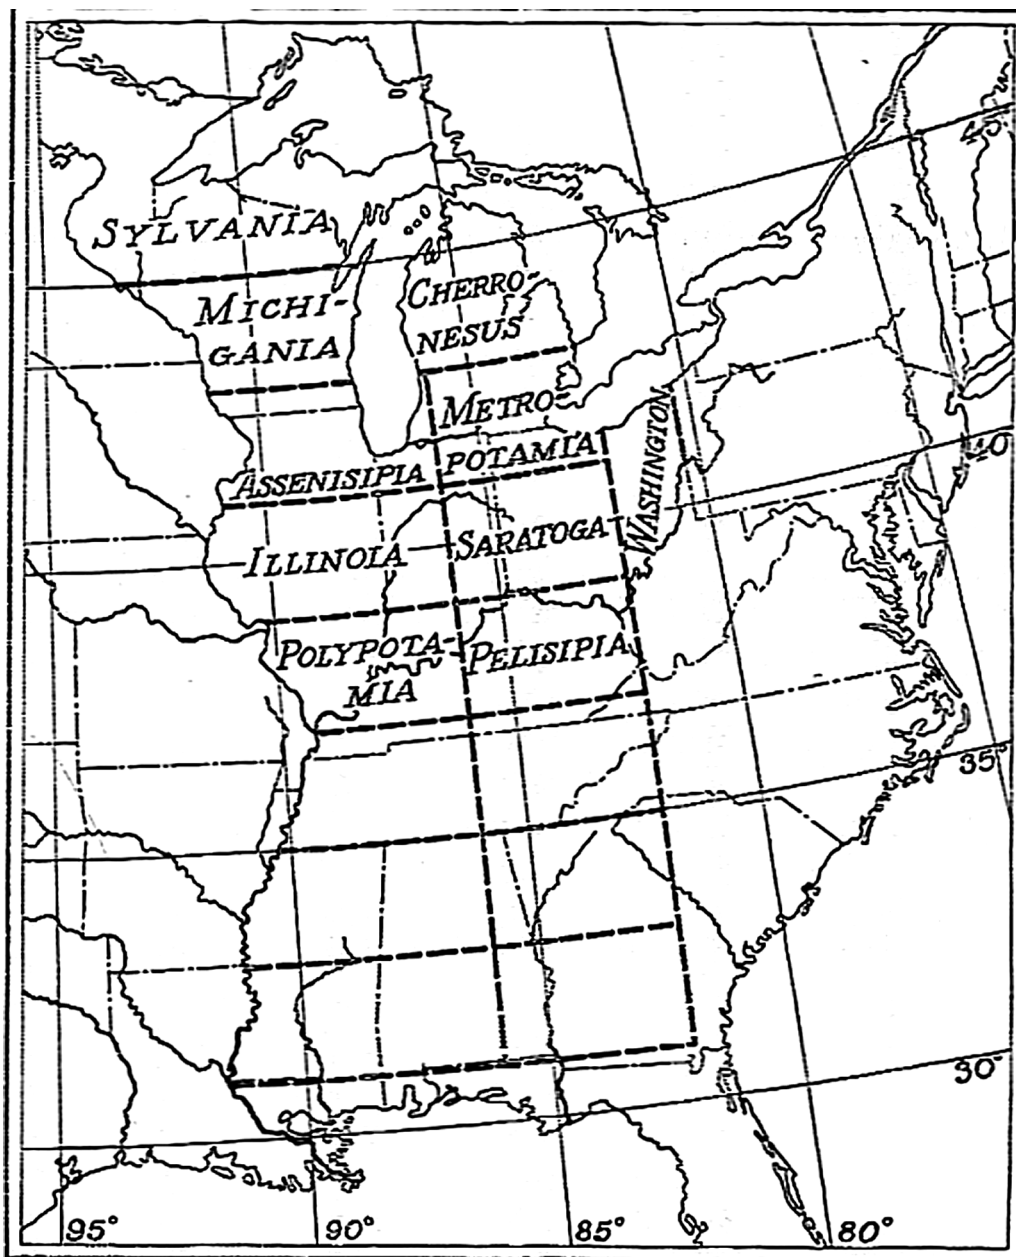 45°
SYLVANIA
MICHI-
GANIA
CHERRO-
NESUS
METRO-
POTAMIA
WASHINGTON
ASSENISIPIA
40
ILLINOIA
SARATOGA
POLYPOTA-
MIA
PELISIPIA
35°
30°
95°
90°
85°
80°